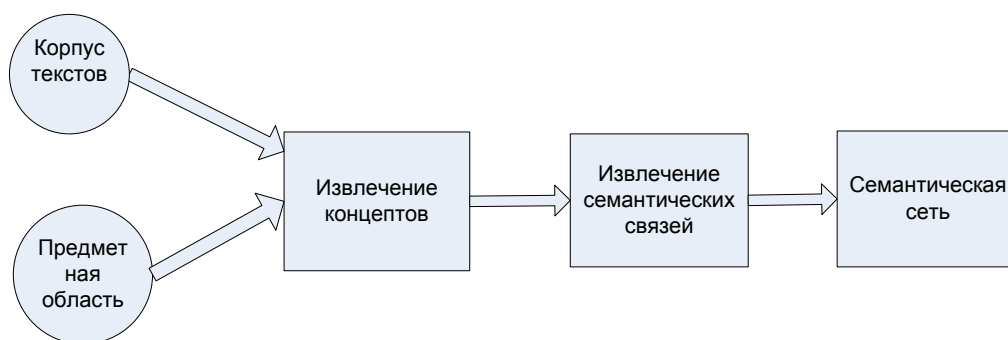 Корпус
текстов
Предмет
ная
область
Извлечение
концептов
Извлечение
семантических
связей
Семантическая
сеть